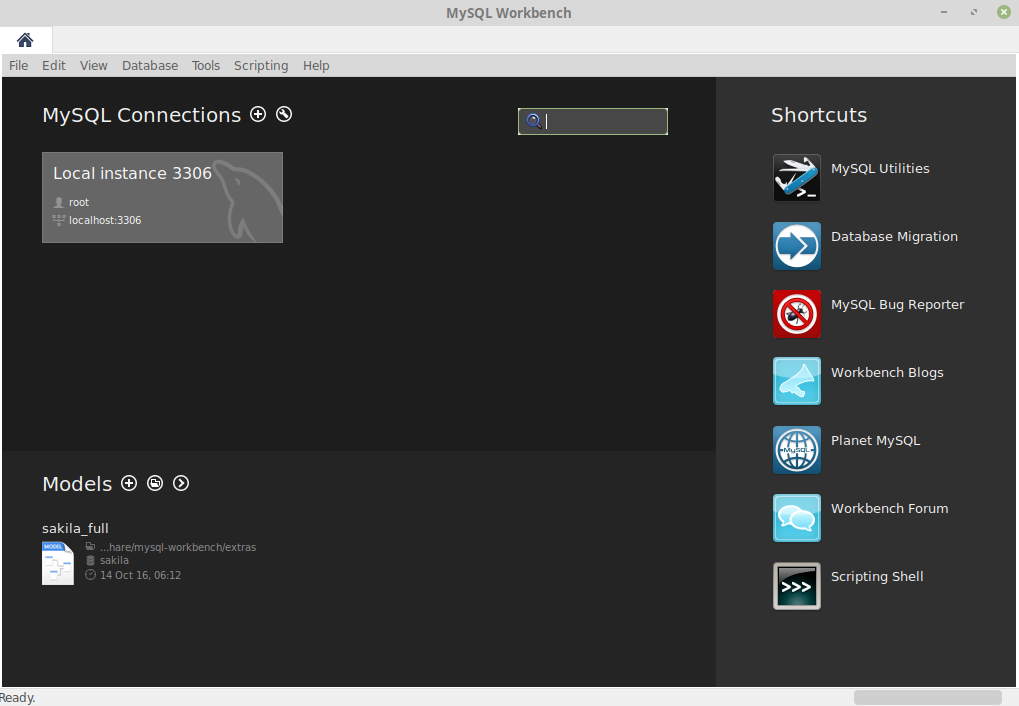 MySQL Workbench
File Edit View Database Tools Scripting Help
MySQL Connections
Local instance 3306
root
localhost:3306
Models
sakila_full
MODEL
...hare/mysql-workbench/extras
sakila
14 Oct 16, 06:12
Shortcuts
>_
MySQL Utilities
Database Migration
MySQL Bug Reporter
Workbench Blogs
MySQL
Planet MySQL
Workbench Forum
>>>
Scripting Shell
Ready.